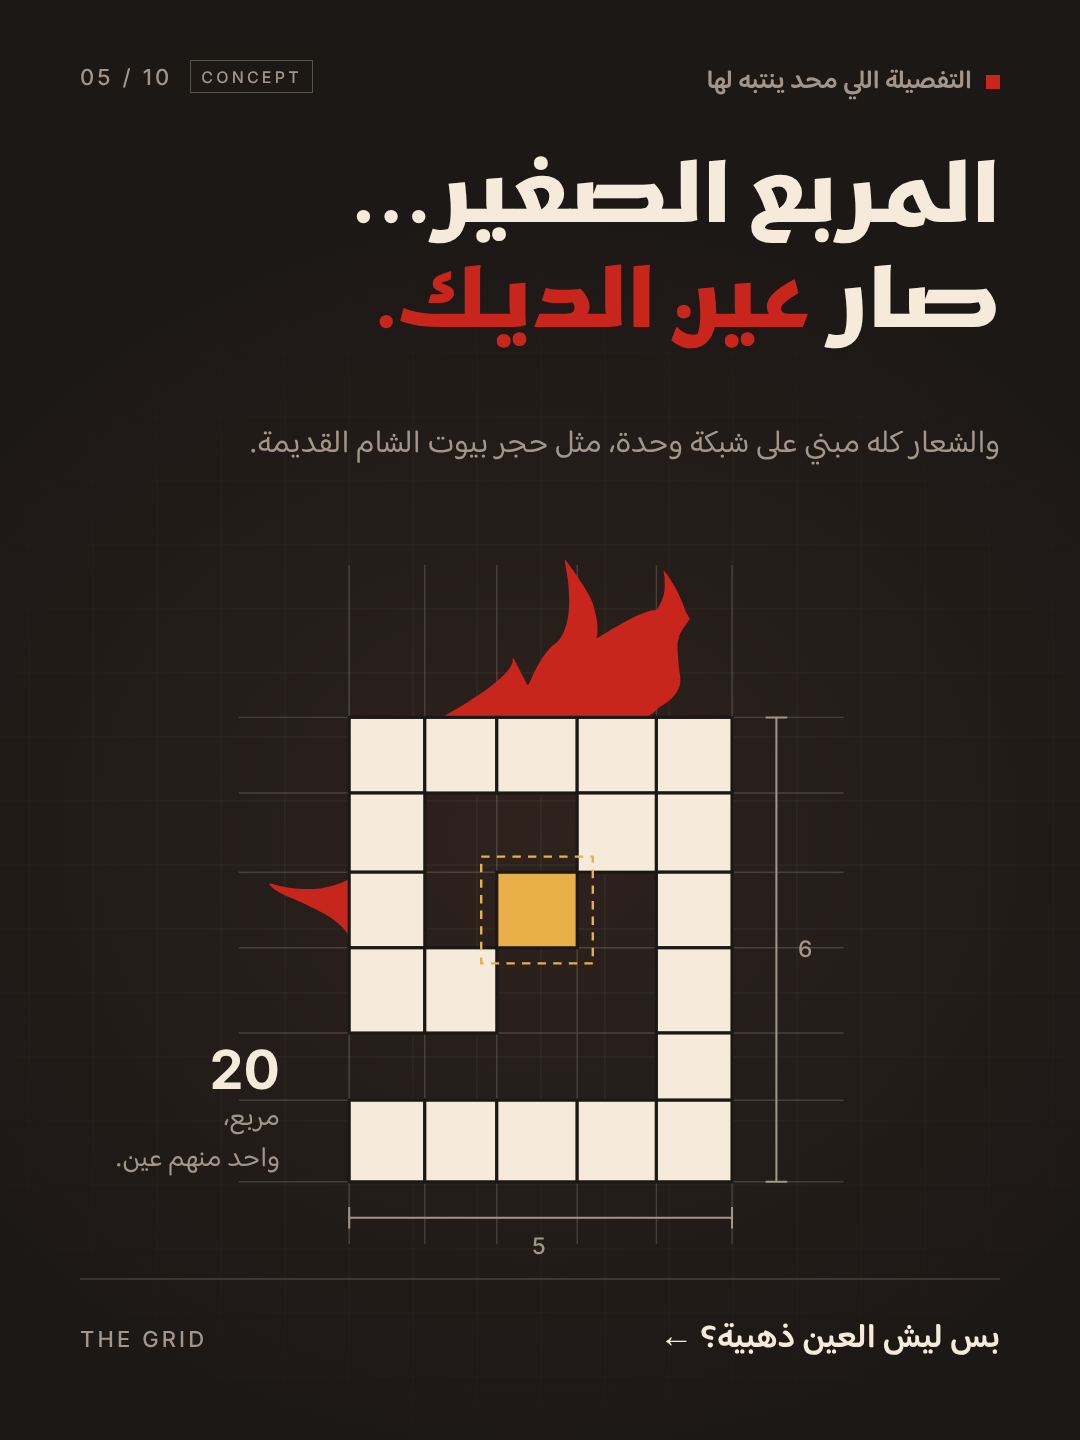 التفصيلة اللي محد ينتبه لها
05 / 10 CONCEPT
المربع الصغير...
صار عين الديك.
والشعار كله مبني على شبكة وحدة، مثل حجر بيوت الشام القديمة.
6
20
مربع،
واحد منهم عين.
5
بس ليش العين ذهبية؟ ←
THE GRID